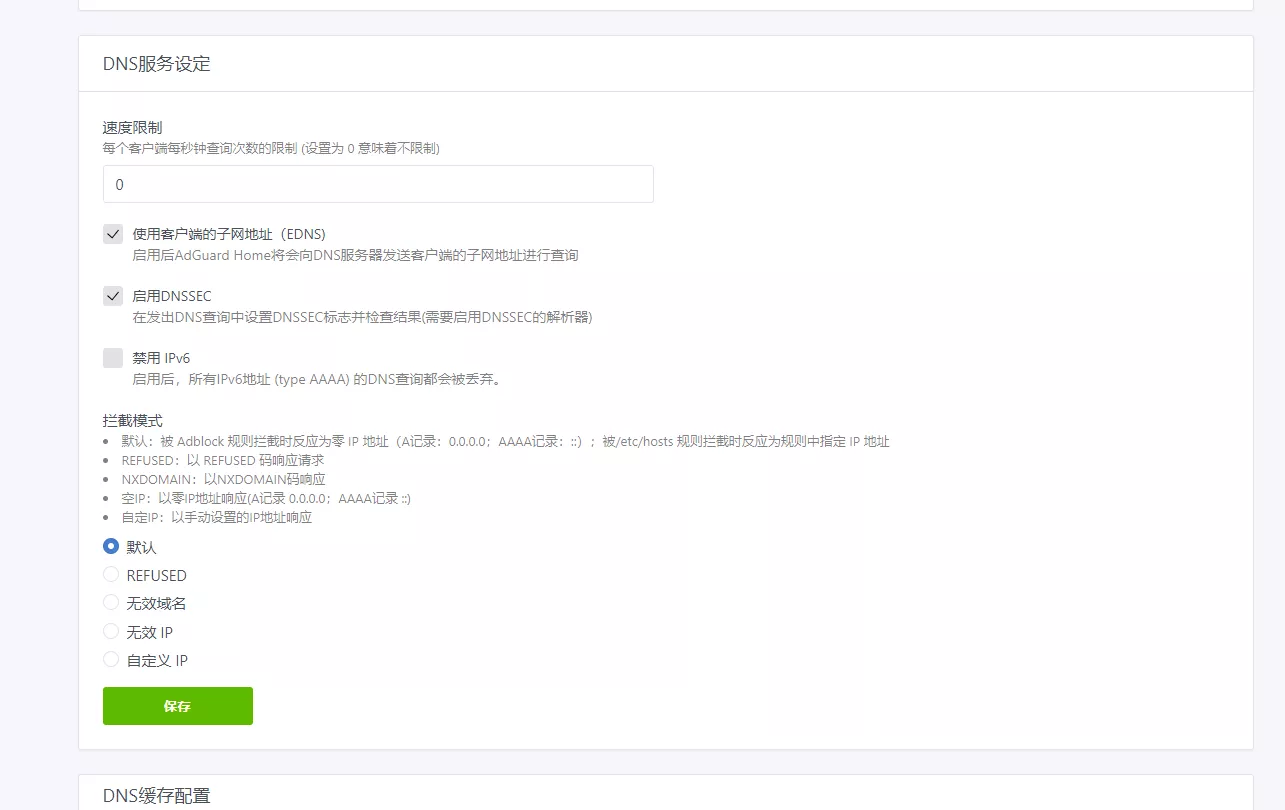 DNS服务设定
速度限制
每个客户端每秒钟查询次数的限制 (设置为 0 意味着不限制)
0
使用客户端的子网地址（EDNS)
启用后AdGuard Home将会向DNS服务器发送客户端的子网地址进行查询
启用DNSSEC
在发出DNS查询中设置DNSSEC标志并检查结果(需要启用DNSSEC的解析器)
禁用 IPv6
启用后，所有IPv6地址 (type AAAA) 的DNS查询都会被丢弃。
拦截模式
• 默认：被 Adblock 规则拦截时反应为零 IP 地址（A记录：0.0.0.0；AAAA记录：::）；被/etc/hosts 规则拦截时反应为规则中指定 IP 地址
• REFUSED：以 REFUSED 码响应请求
• NXDOMAIN：以NXDOMAIN码响应
• 空IP：以零IP地址响应(A记录 0.0.0.0；AAAA记录 ::)
• 自定IP：以手动设置的IP地址响应
默认
REFUSED
无效域名
无效 IP
自定义 IP
保存
DNS缓存配置